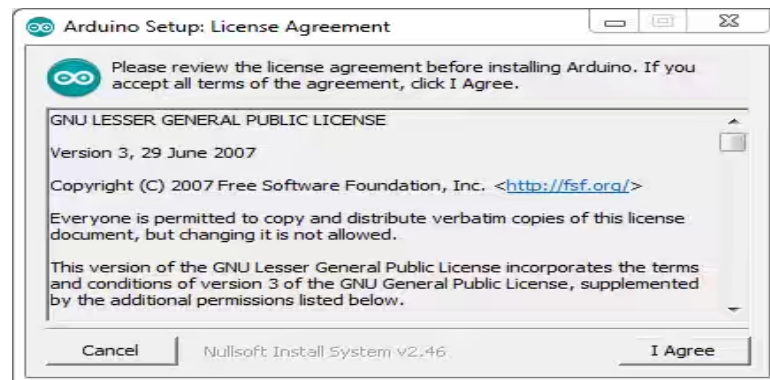 Arduino Setup: License Agreement
Please review the license agreement before installing Arduino. If you
accept all terms of the agreement, click I Agree.
GNU LESSER GENERAL PUBLIC LICENSE
Version 3, 29 June 2007
Copyright (C) 2007 Free Software Foundation, Inc. <http://fsf.org/>
Everyone is permitted to copy and distribute verbatim copies of this license
document, but changing it is not allowed.
This version of the GNU Lesser General Public License incorporates the terms
and conditions of version 3 of the GNU General Public License, supplemented
by the additional permissions listed below.
Cancel Nullsoft Install System v2.46 I Agree